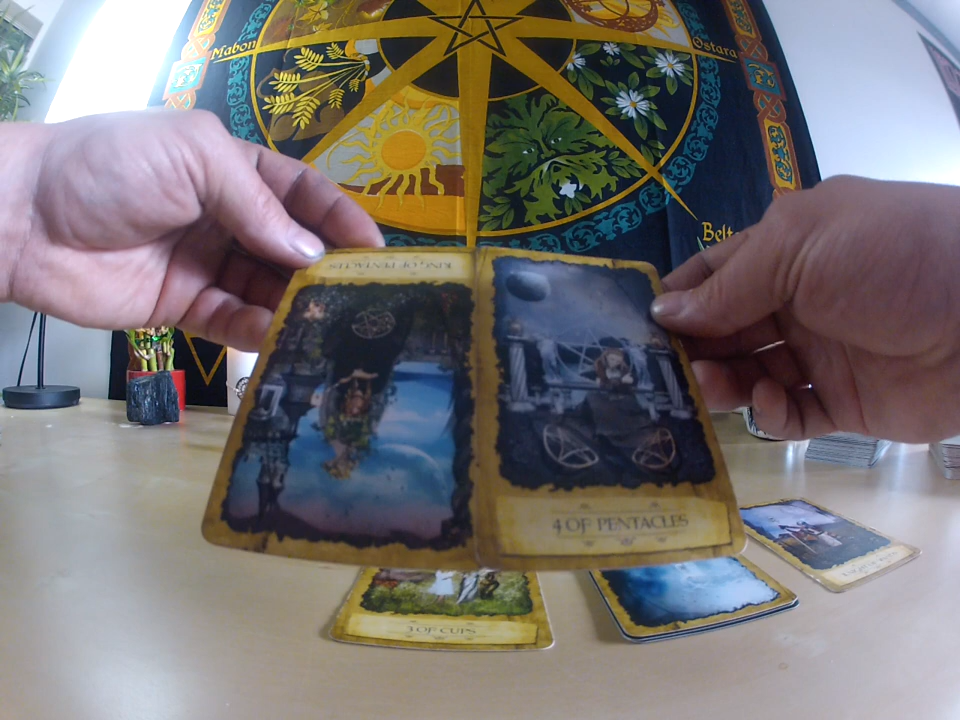 Mabon
Ostara
Belt
KING OF PENTACLES
4 OF PENTACLES
3 OF CUPS